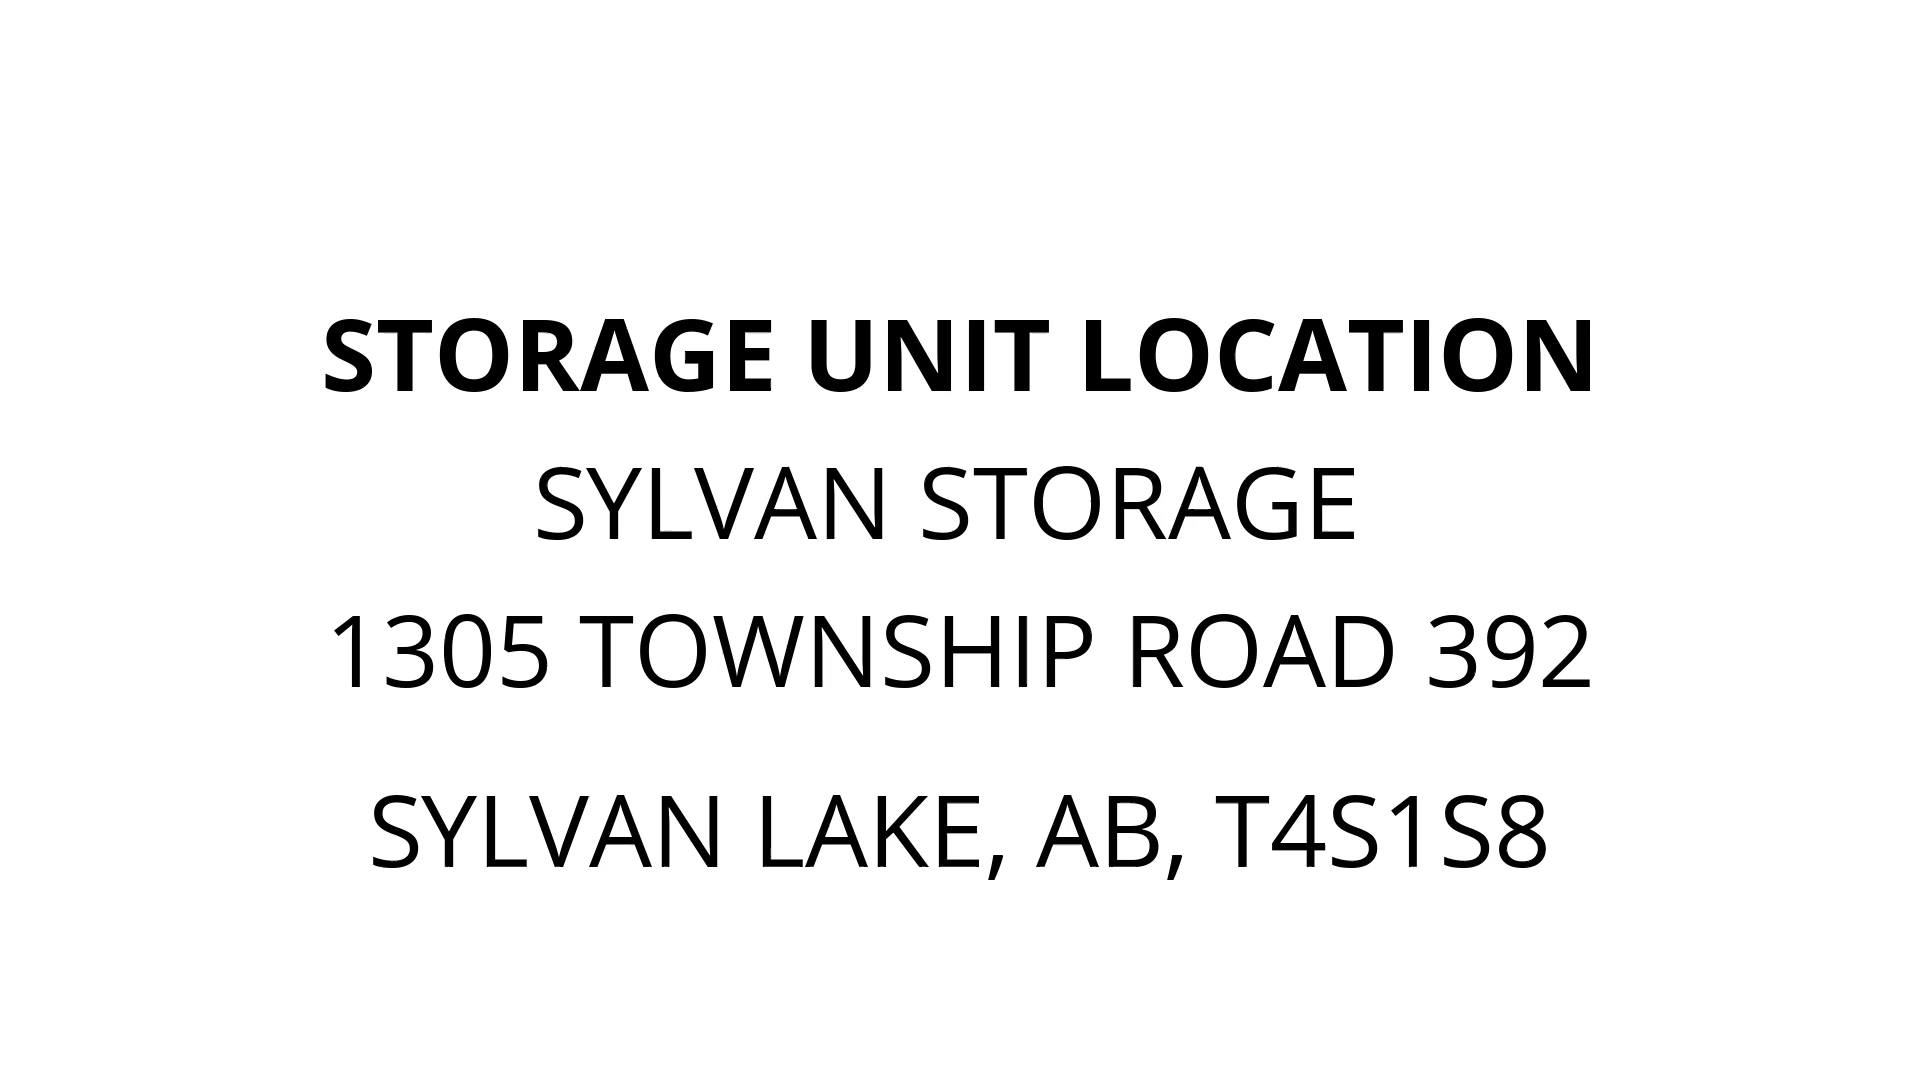 STORAGE UNIT LOCATION
SYLVAN STORAGE
1305 TOWNSHIP ROAD 392
SYLVAN LAKE, AB, T4S1S8